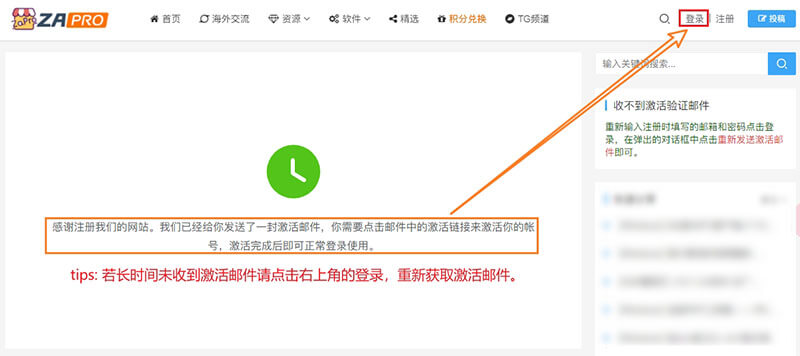 ZAPRO
首页
海外交流
资源
软件
精选
积分兑换
TG频道
登录
注册
投稿
输入关键词搜索...
收不到激活验证邮件
重新输入注册时填写的邮箱和密码点击登
录，在弹出的对话框中点击重新发送激活邮
件即可。
感谢注册我们的网站。我们已经给你发送了一封激活邮件，你需要点击邮件中的激活链接来激活你的帐
号，激活完成后即可正常登录使用。
tips: 若长时间未收到激活邮件请点击右上角的登录，重新获取激活邮件。